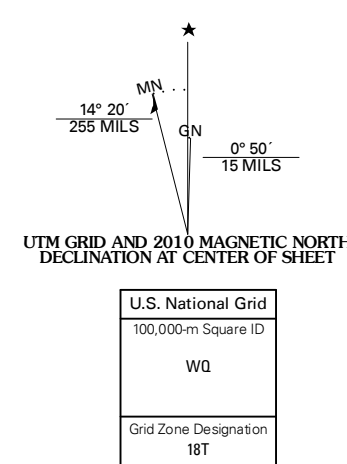 ★
MN
14° 20´
255 MILS
GN
0° 50´
15 MILS
UTM GRID AND 2010 MAGNETIC NORTH
DECLINATION AT CENTER OF SHEET
U.S. National Grid
100,000-m Square ID
WQ
Grid Zone Designation
18T